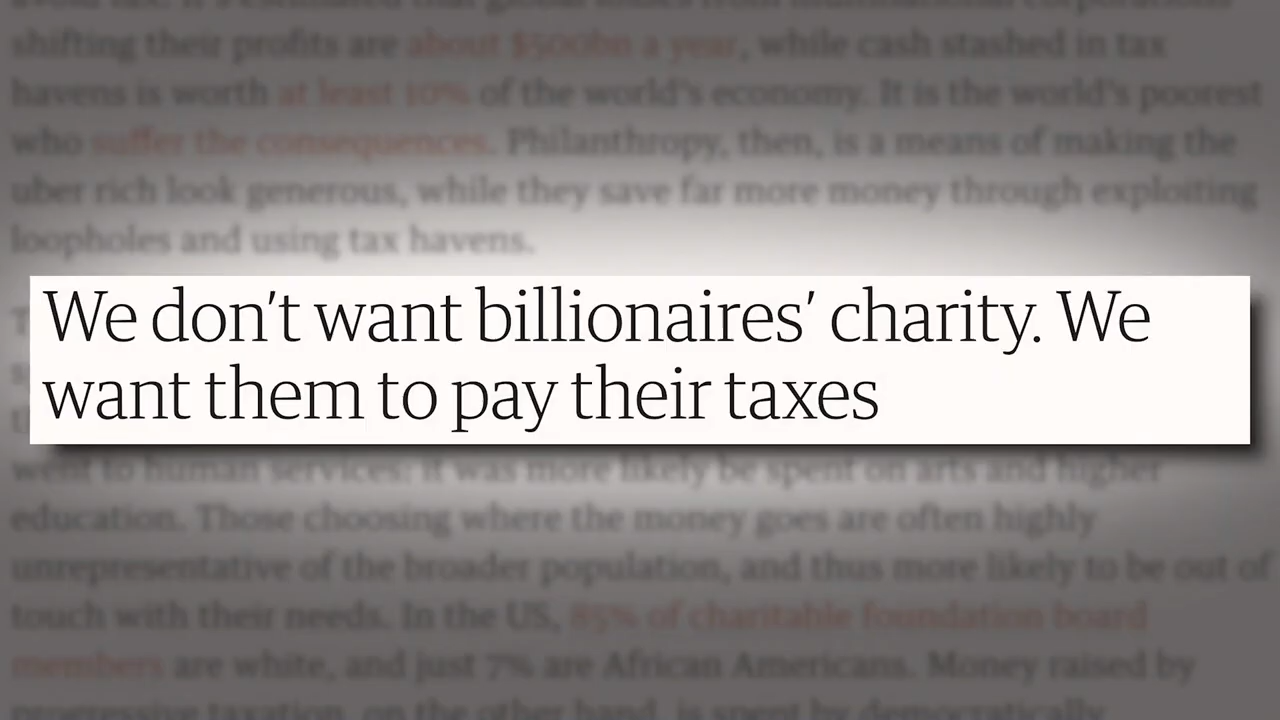 shifting their profits are about $500bn a year, while cash stashed in tax
havens is worth at least 10% of the world's economy. It is the world's poorest
who suffer the consequences. Philanthropy, then, is a means of making the
uber rich look generous, while they save far more money through exploiting
loopholes and using tax havens.
We don't want billionaires' charity. We
want them to pay their taxes
went to human services: it was more likely be spent on arts and higher
education. Those choosing where the money goes are often highly
unrepresentative of the broader population, and thus more likely to be out of
touch with their needs. In the US, 85% of charitable foundation board
members are white, and just 7% are African Americans. Money raised by
progressive taxation, on the other hand, is spent by democratically